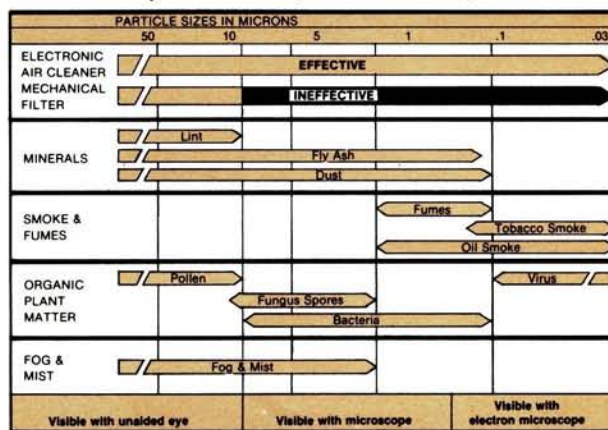 PARTICLE SIZES IN MICRONS
50 10 5 1 .1 .03
ELECTRONIC
AIR CLEANER
EFFECTIVE
MECHANICAL
FILTER
INEFFECTIVE
MINERALS
Lint
Fly Ash
Dust
SMOKE &
FUMES
Fumes
Tobacco Smoke
Oil Smoke
ORGANIC
PLANT
MATTER
Pollen
Virus
Fungus Spores
Bacteria
FOG &
MIST
Fog & Mist
Visible with unaided eye
Visible with microscope
Visible with
electron microscope